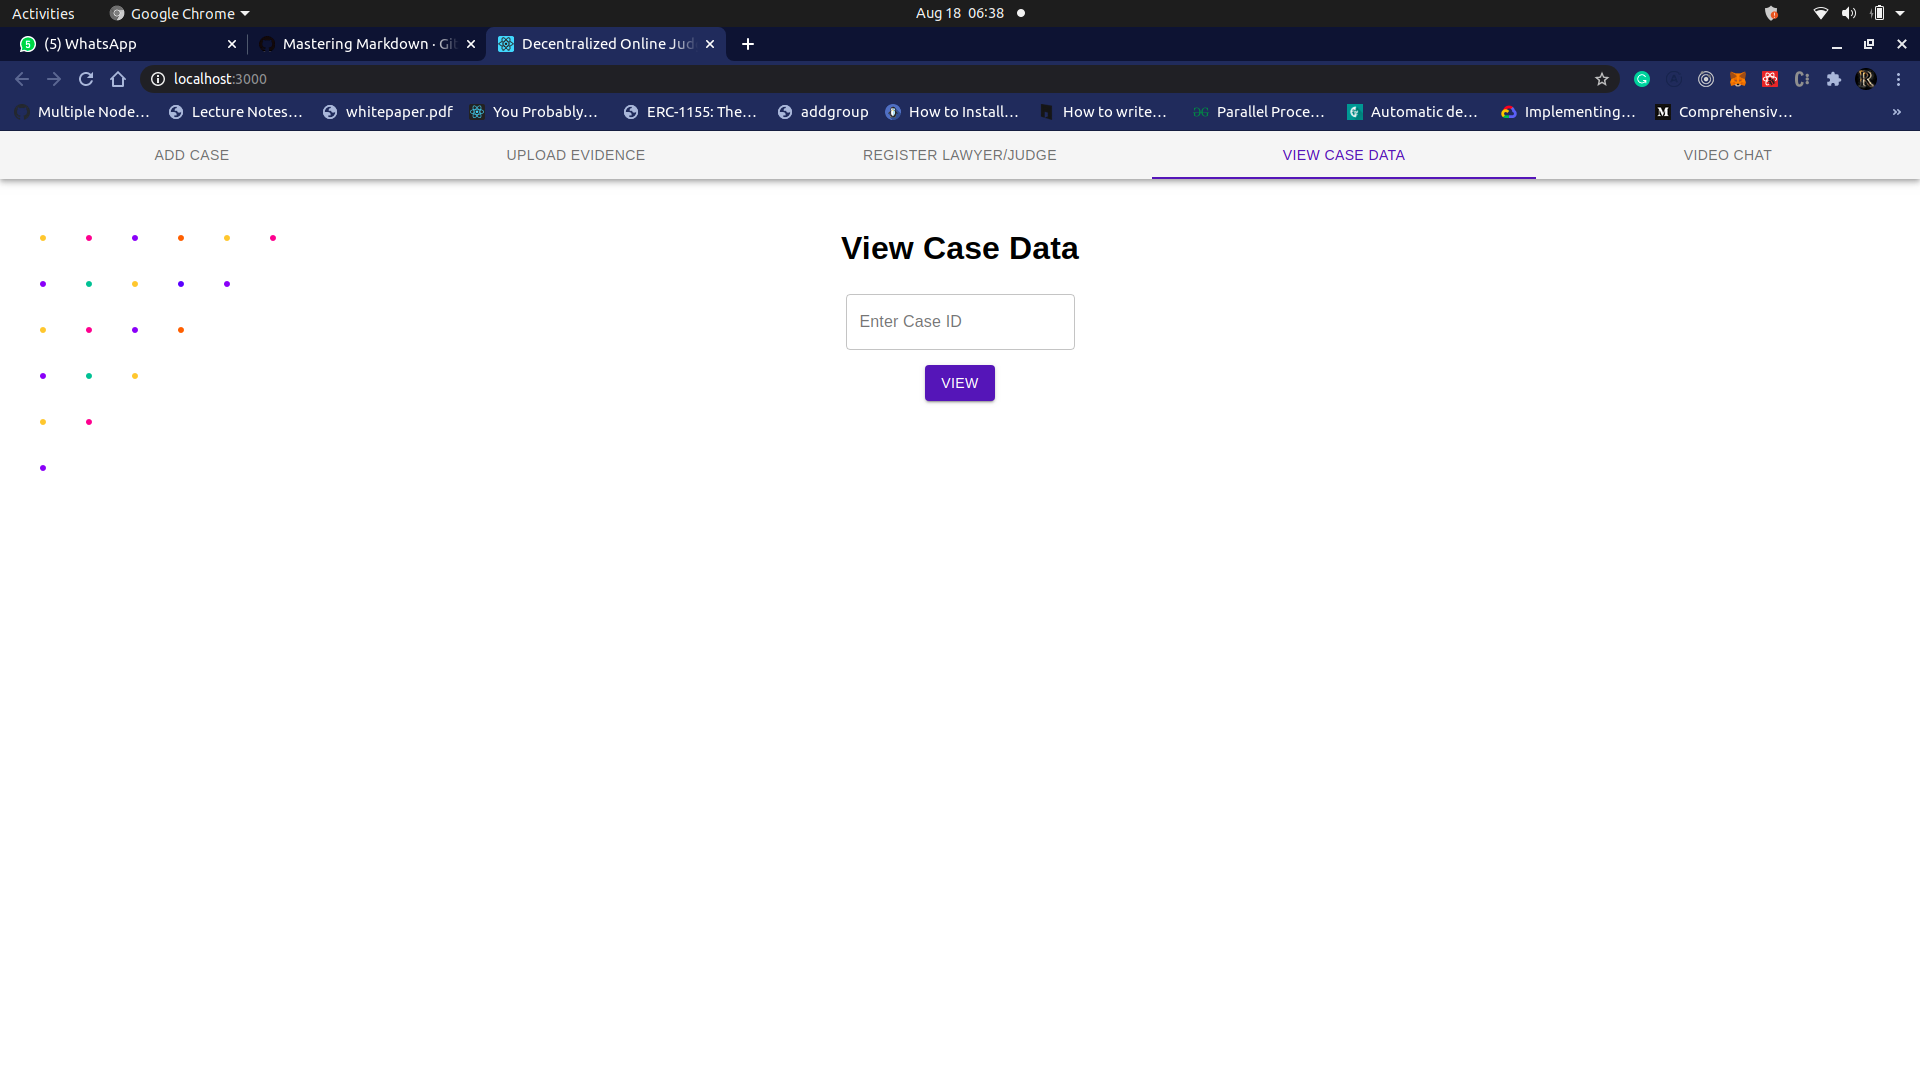 Activities Google Chrome Aug 18 06:38
(5) WhatsApp Mastering Markdown · Git Decentralized Online Jud
localhost:3000
Multiple Node... Lecture Notes... whitepaper.pdf You Probably... ERC-1155: The... addgroup How to Install... How to write... Parallel Proce... Automatic de... Implementing... Comprehensiv... »
ADD CASE UPLOAD EVIDENCE REGISTER LAWYER/JUDGE VIEW CASE DATA VIDEO CHAT
View Case Data
Enter Case ID
VIEW